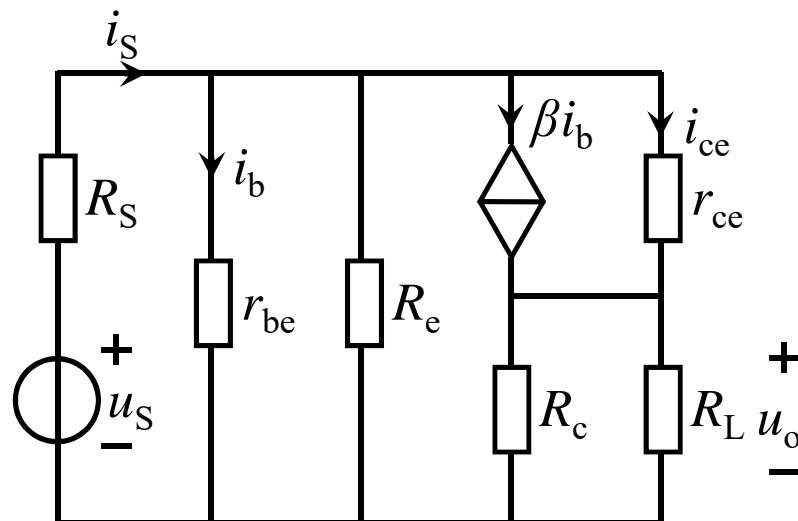 i_S
βi_b
i_ce
i_b
R_S
r_ce
r_be
R_e
+
+
u_S
R_c
R_L
u_o
−
−